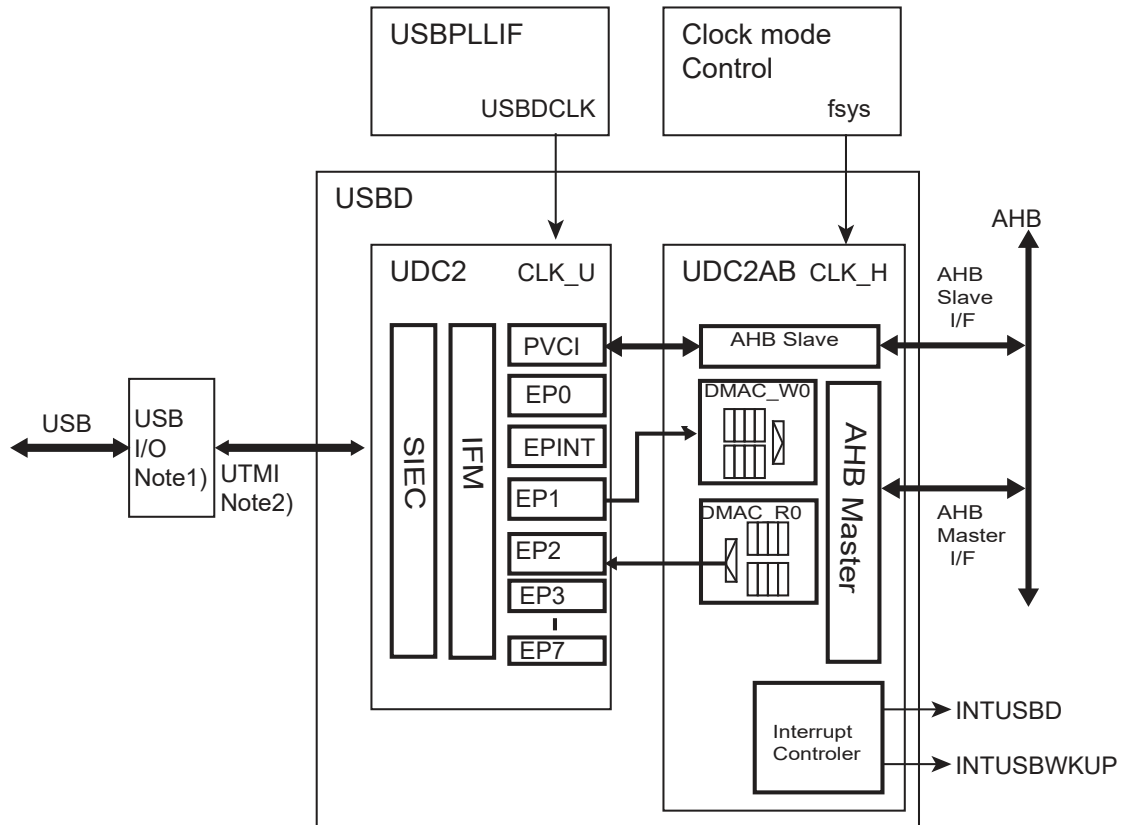 USBPLLIF
USBDCLK
Clock mode
Control
fsys
USBD
AHB
UDC2
CLK_U
UDC2AB
CLK_H
AHB
Slave
I/F
PVCI
AHB Slave
EP0
DMAC_W0
USB
USB
I/O
Note1)
UTMI
Note2)
SIEC
IFM
EPINT
AHB Master
EP1
DMAC_R0
AHB
Master
I/F
EP2
EP3
EP7
Interrupt
Controler
INTUSBD
INTUSBWKUP